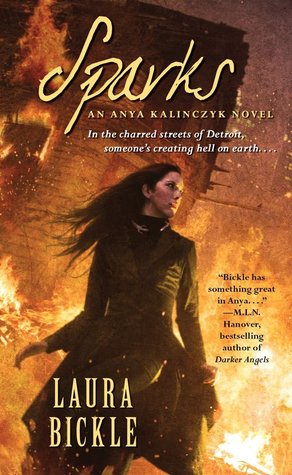 Sparks
AN ANYA KALINCZYK NOVEL
In the charred streets of Detroit,
someone's creating hell on earth. . . .
"Bickle has
something great
in Anya. . . ."
—M.L.N.
Hanover,
bestselling
author of
Darker Angels
LAURA
BICKLE